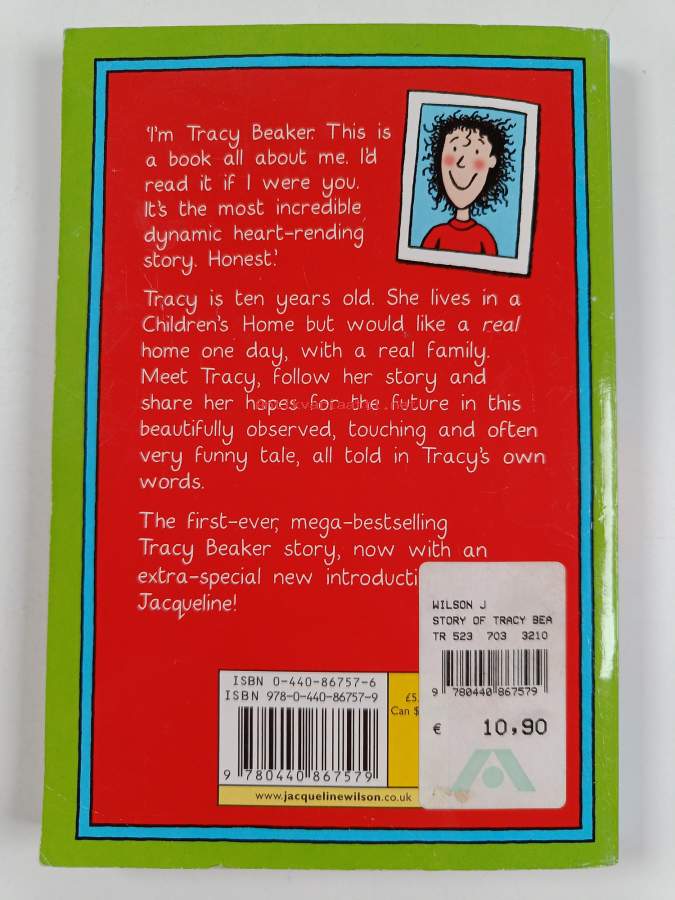 'I'm Tracy Beaker. This is
a book all about me. I'd
read it if I were you.
It's the most incredible
dynamic heart-rending
story. Honest.'
Tracy is ten years old. She lives in a
Children's Home but would like a real
home one day, with a real family.
Meet Tracy, follow her story and
share her hopes for the future in this
beautifully observed, touching and often
very funny tale, all told in Tracy's own
words.
The first-ever, mega-bestselling
Tracy Beaker story, now with an
extra-special new introducti
Jacqueline!
WILSON J
STORY OF TRACY BEA
TR 523 703 3210
9 780440 867579
€ 10,90
ISBN 0-440-86757-6
ISBN 978-0-440-86757-9
£5.
Can $
9 780440 867579
www.jacquelinewilson.co.uk